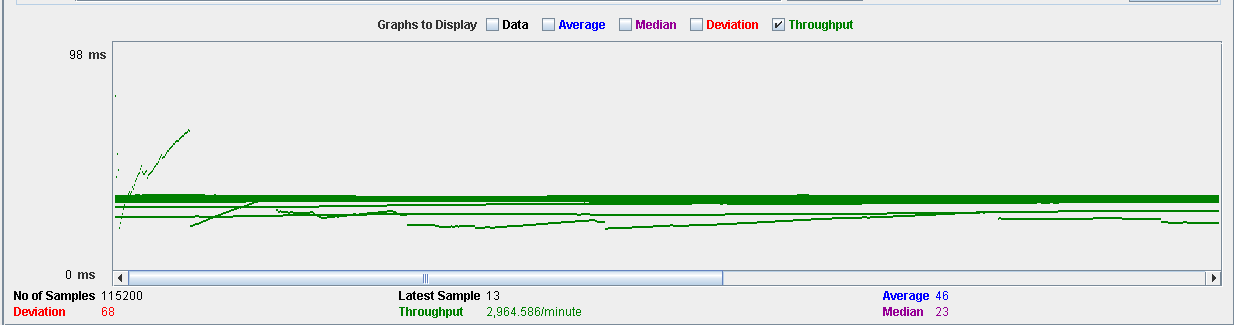 Graphs to Display Data Average Median Deviation Throughput
98 ms
0 ms
No of Samples 115200 Latest Sample 13 Average 46
Deviation 68 Throughput 2,964.586/minute Median 23